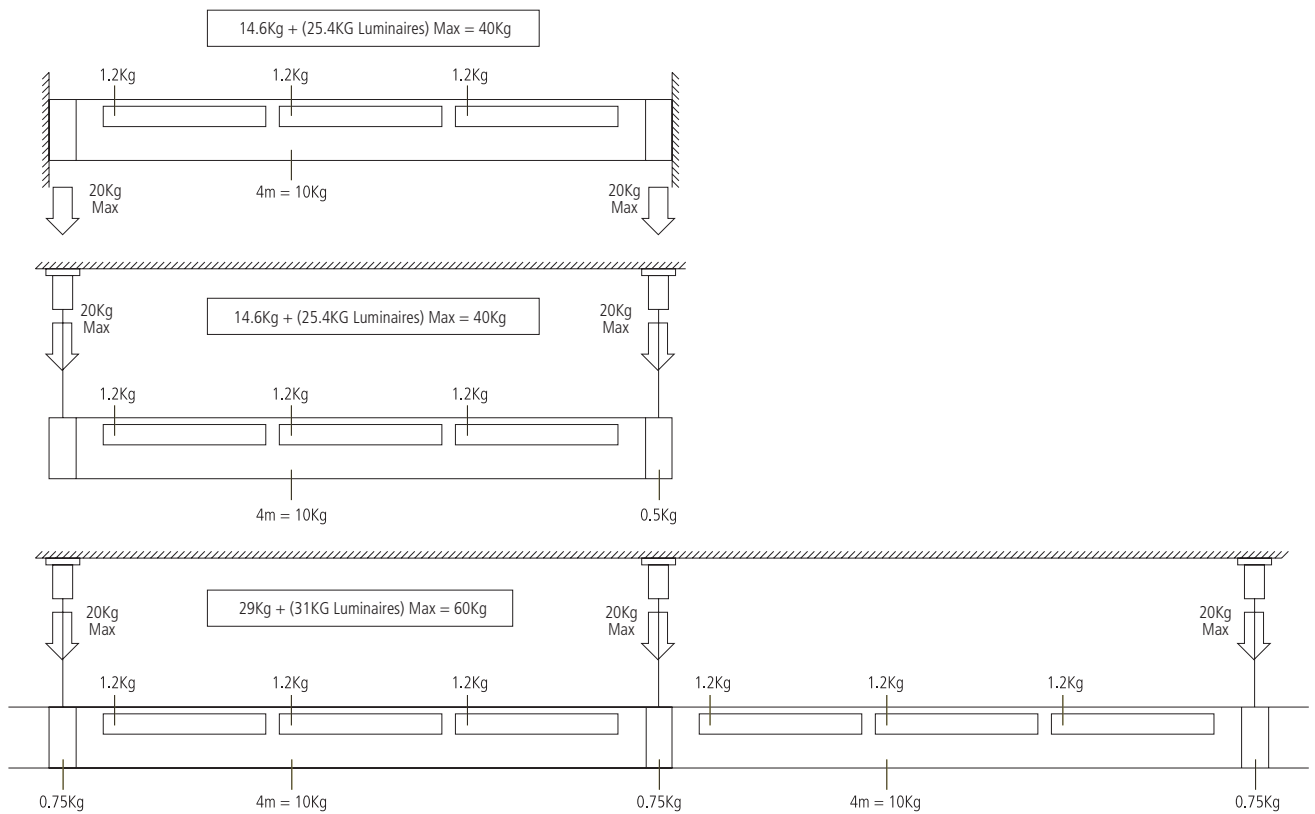 14.6Kg + (25.4KG Luminaires) Max = 40Kg
1.2Kg 1.2Kg 1.2Kg
20Kg
Max
4m = 10Kg
20Kg
Max
20Kg
Max
14.6Kg + (25.4KG Luminaires) Max = 40Kg
20Kg
Max
1.2Kg 1.2Kg 1.2Kg
4m = 10Kg 0.5Kg
20Kg
Max
29Kg + (31KG Luminaires) Max = 60Kg
20Kg
Max
20Kg
Max
1.2Kg 1.2Kg 1.2Kg 1.2Kg 1.2Kg 1.2Kg
0.75Kg 4m = 10Kg 0.75Kg 4m = 10Kg 0.75Kg